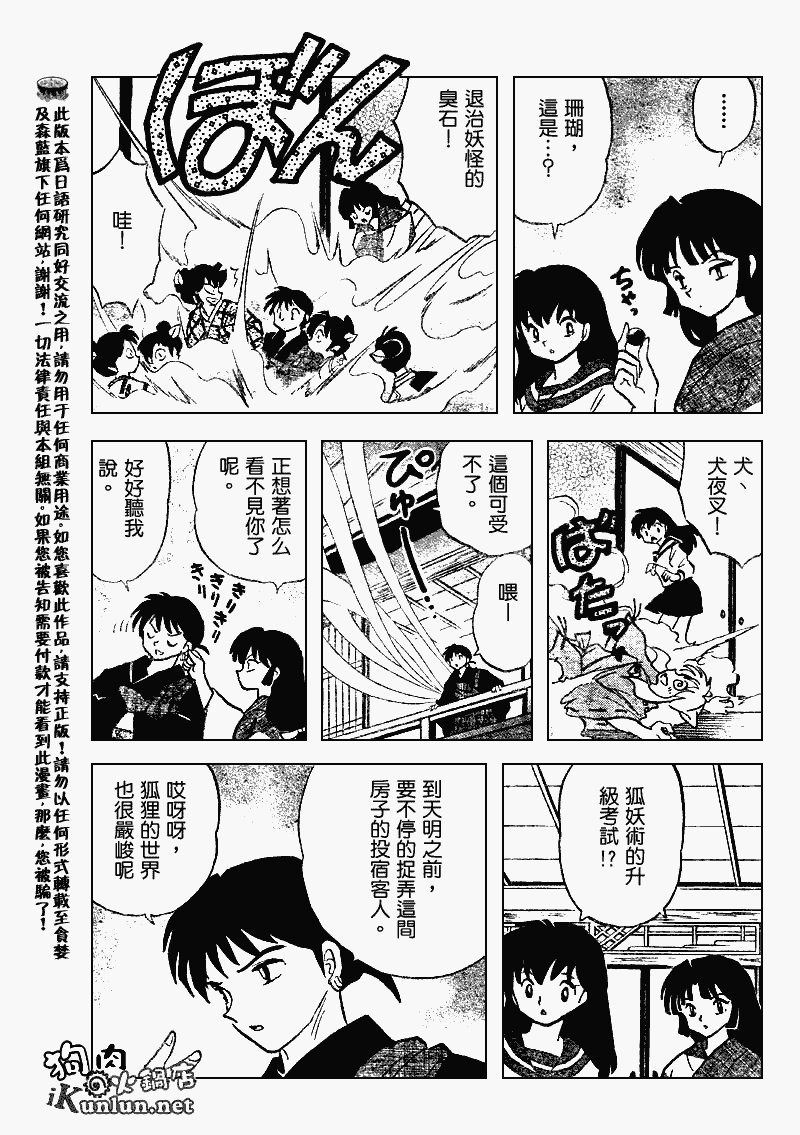 ……
珊瑚，
這是…？
ちゃっ
退治妖怪的
臭石！
ぼん
哇！
犬、
犬夜叉！
ばたっ
這個可受
不了。
ぴゅー…
喂—
正想著怎么
看不見你了
呢。
きりきり
きりきり
好好聽我
說。
狐妖術的升
級考試!?
到天明之前，
要不停的捉弄這間
房子的投宿客人。
哎呀呀，
狐狸的世界
也很嚴峻呢
此版本爲日語研究同好交流之用，請勿用于任何商業用途。如您喜歡此作品，請支持正版！請勿以任何形式轉載至貪婪
及森藍旗下任何網站，謝謝！一切法律責任與本組無關。如果您被告知需要付款才能看到此漫畫，那麼，您被騙了！
狗肉
火鍋店
iKunlun.net